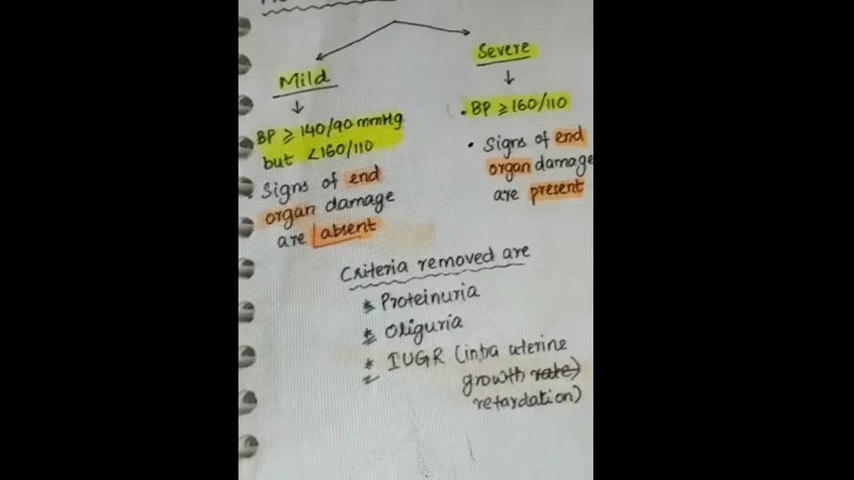 Mild
BP ≥ 140/90 mmHg
but <160/110
Signs of end
organ damage
are absent
Severe
• BP ≥ 160/110
• Signs of end
organ damage
are present
Criteria removed are
* Proteinuria
* Oliguria
* IUGR (intra uterine
growth rate)
retardation)